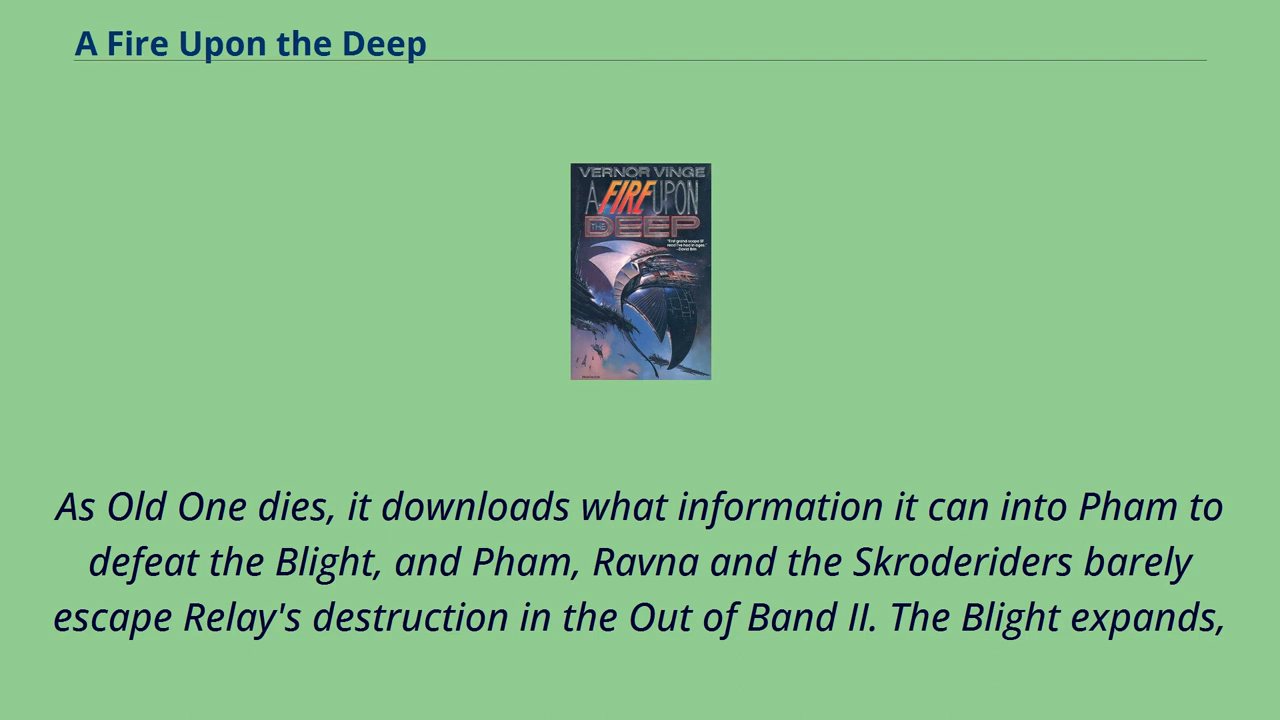 A Fire Upon the Deep
VERNOR VINGE
A FIRE UPON
THE DEEP
As Old One dies, it downloads what information it can into Pham to
defeat the Blight, and Pham, Ravna and the Skroderiders barely
escape Relay's destruction in the Out of Band II. The Blight expands,